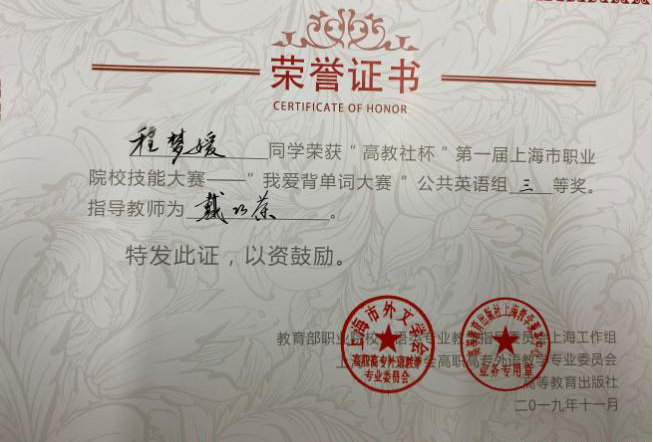 荣誉证书
CERTIFICATE OF HONOR
程梦媛同学荣获“高教社杯”第一届上海市职业
院校技能大赛——“我爱背单词大赛”公共英语组三等奖。
指导教师为戴　茶。
特发此证，以资鼓励。
教育部职业院校　语　专业教　指导委员　上海工作组
上　会高职高专外语教学专业委员会
高等教育出版社
二〇一九年十一月
上海市外文学会
高职高专外语教学
专业委员会
业务专用章